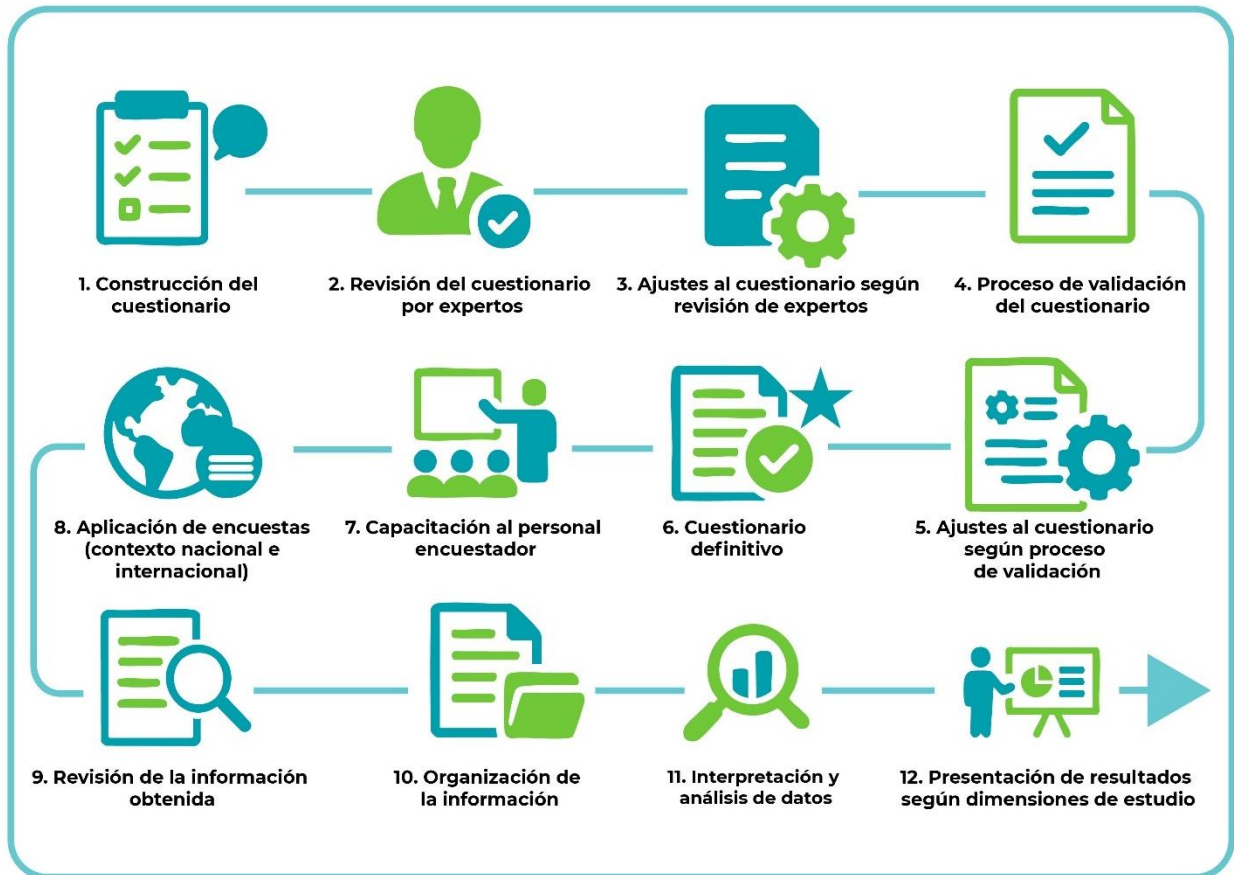 1. Construcción del
cuestionario
2. Revisión del cuestionario
por expertos
3. Ajustes al cuestionario según
revisión de expertos
4. Proceso de validación
del cuestionario
5. Ajustes al cuestionario
según proceso
de validación
6. Cuestionario
definitivo
7. Capacitación al personal
encuestador
8. Aplicación de encuestas
(contexto nacional e
internacional)
9. Revisión de la información
obtenida
10. Organización de
la información
11. Interpretación y
análisis de datos
12. Presentación de resultados
según dimensiones de estudio